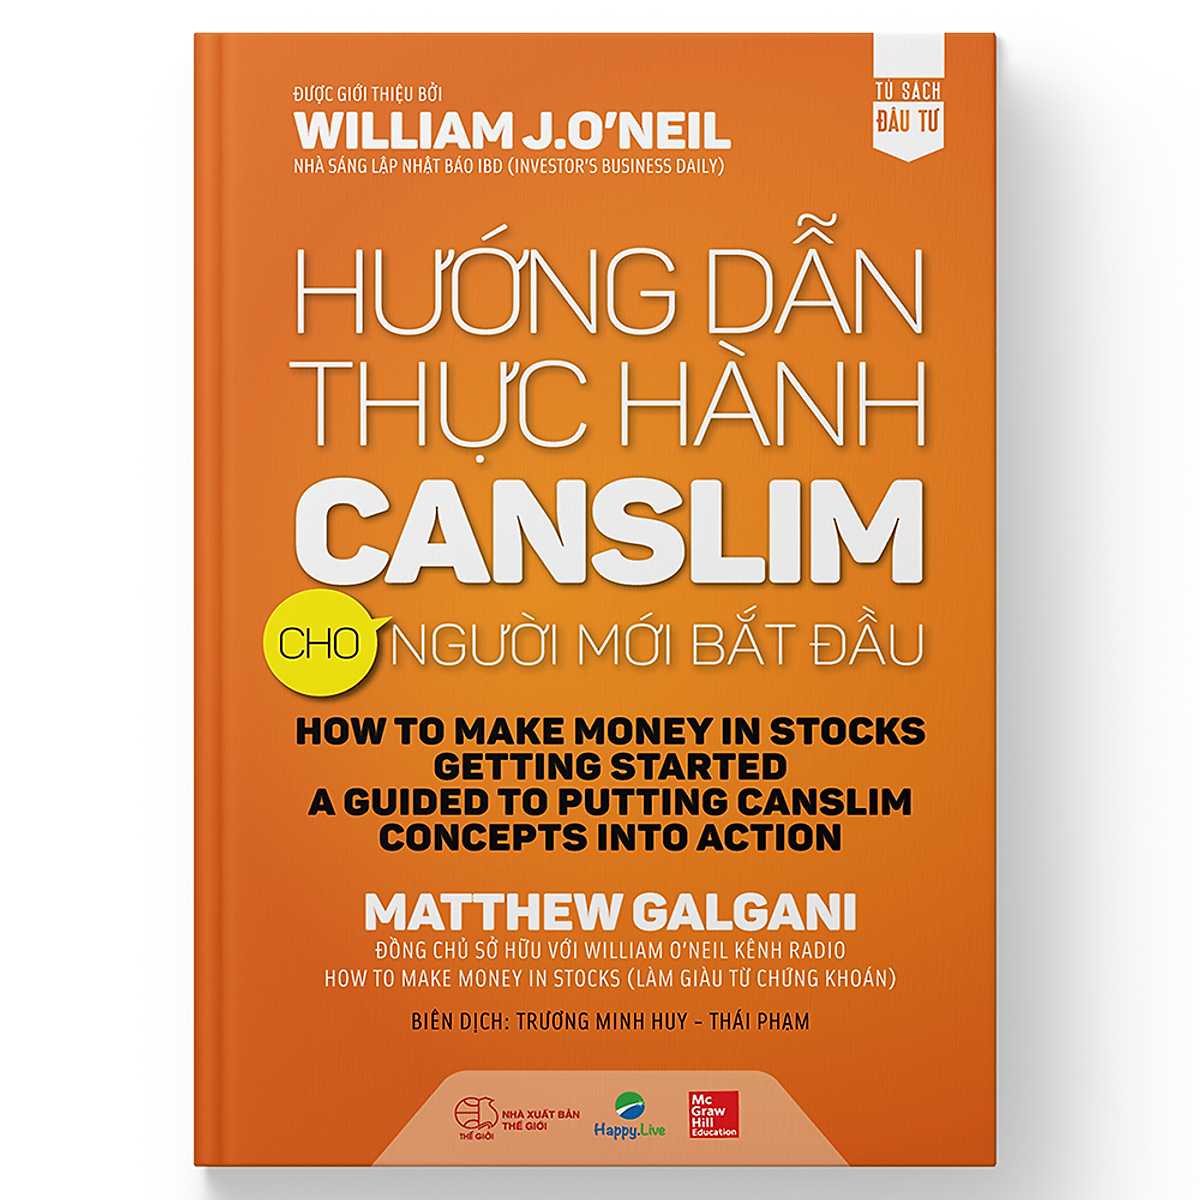 ĐƯỢC GIỚI THIỆU BỞI
WILLIAM J.O'NEIL
NHÀ SÁNG LẬP NHẬT BÁO IBD (INVESTOR'S BUSINESS DAILY)
TỦ SÁCH
ĐẦU TƯ
HƯỚNG DẪN
THỰC HÀNH
CANSLIM
CHO NGƯỜI MỚI BẮT ĐẦU
HOW TO MAKE MONEY IN STOCKS
GETTING STARTED
A GUIDED TO PUTTING CANSLIM
CONCEPTS INTO ACTION
MATTHEW GALGANI
ĐỒNG CHỦ SỞ HỮU VỚI WILLIAM O'NEIL KÊNH RADIO
HOW TO MAKE MONEY IN STOCKS (LÀM GIÀU TỪ CHỨNG KHOÁN)
BIÊN DỊCH: TRƯƠNG MINH HUY - THÁI PHẠM
THẾ GIỚI
NHÀ XUẤT BẢN
THẾ GIỚI
Happy.Live
Mc
Graw
Hill
Education